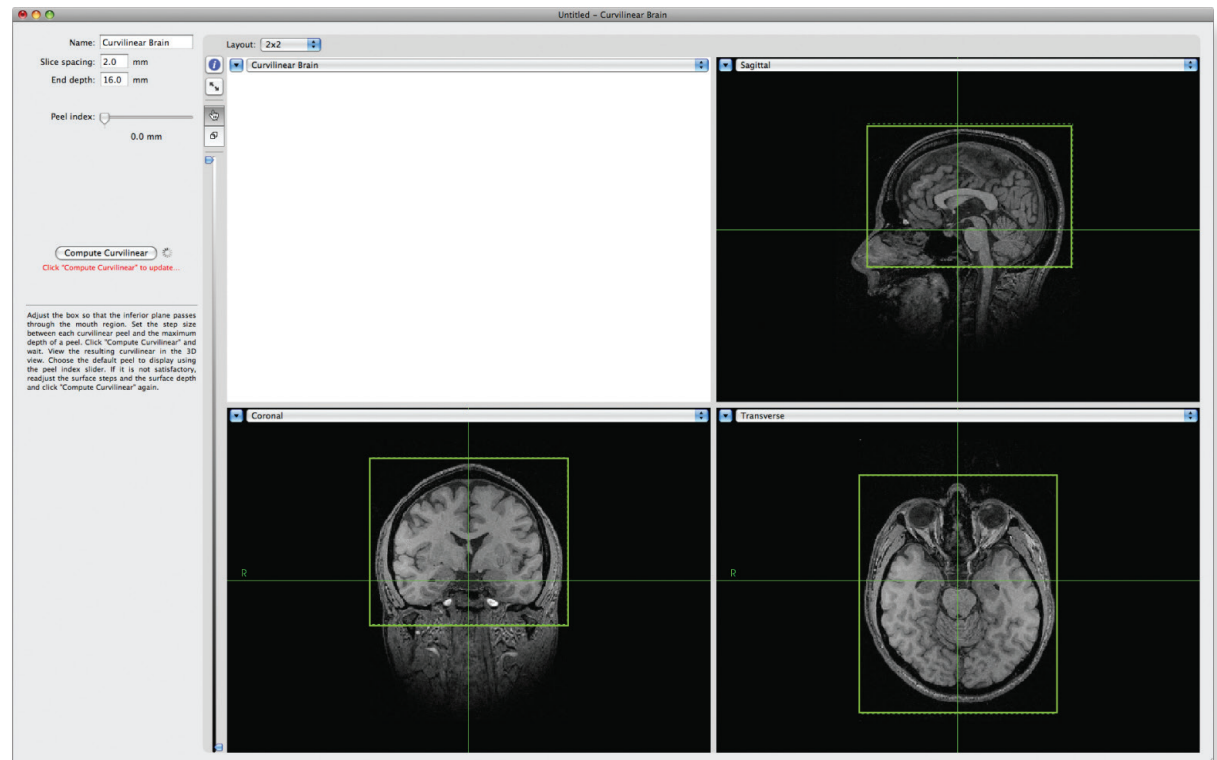 Untitled – Curvilinear Brain
Name: Curvilinear Brain
Slice spacing: 2.0 mm
End depth: 16.0 mm
Peel index:
0.0 mm
Compute Curvilinear
Click "Compute Curvilinear" to update...
Adjust the box so that the inferior plane passes
through the mouth region. Set the step size
between each curvilinear peel and the maximum
depth of a peel. Click "Compute Curvilinear" and
wait. View the resulting curvilinear in the 3D
view. Choose the default peel to display using
the peel index slider. If it is not satisfactory,
readjust the surface steps and the surface depth
and click "Compute Curvilinear" again.
Layout: 2x2
i
Curvilinear Brain
Sagittal
Coronal
R
Transverse
R